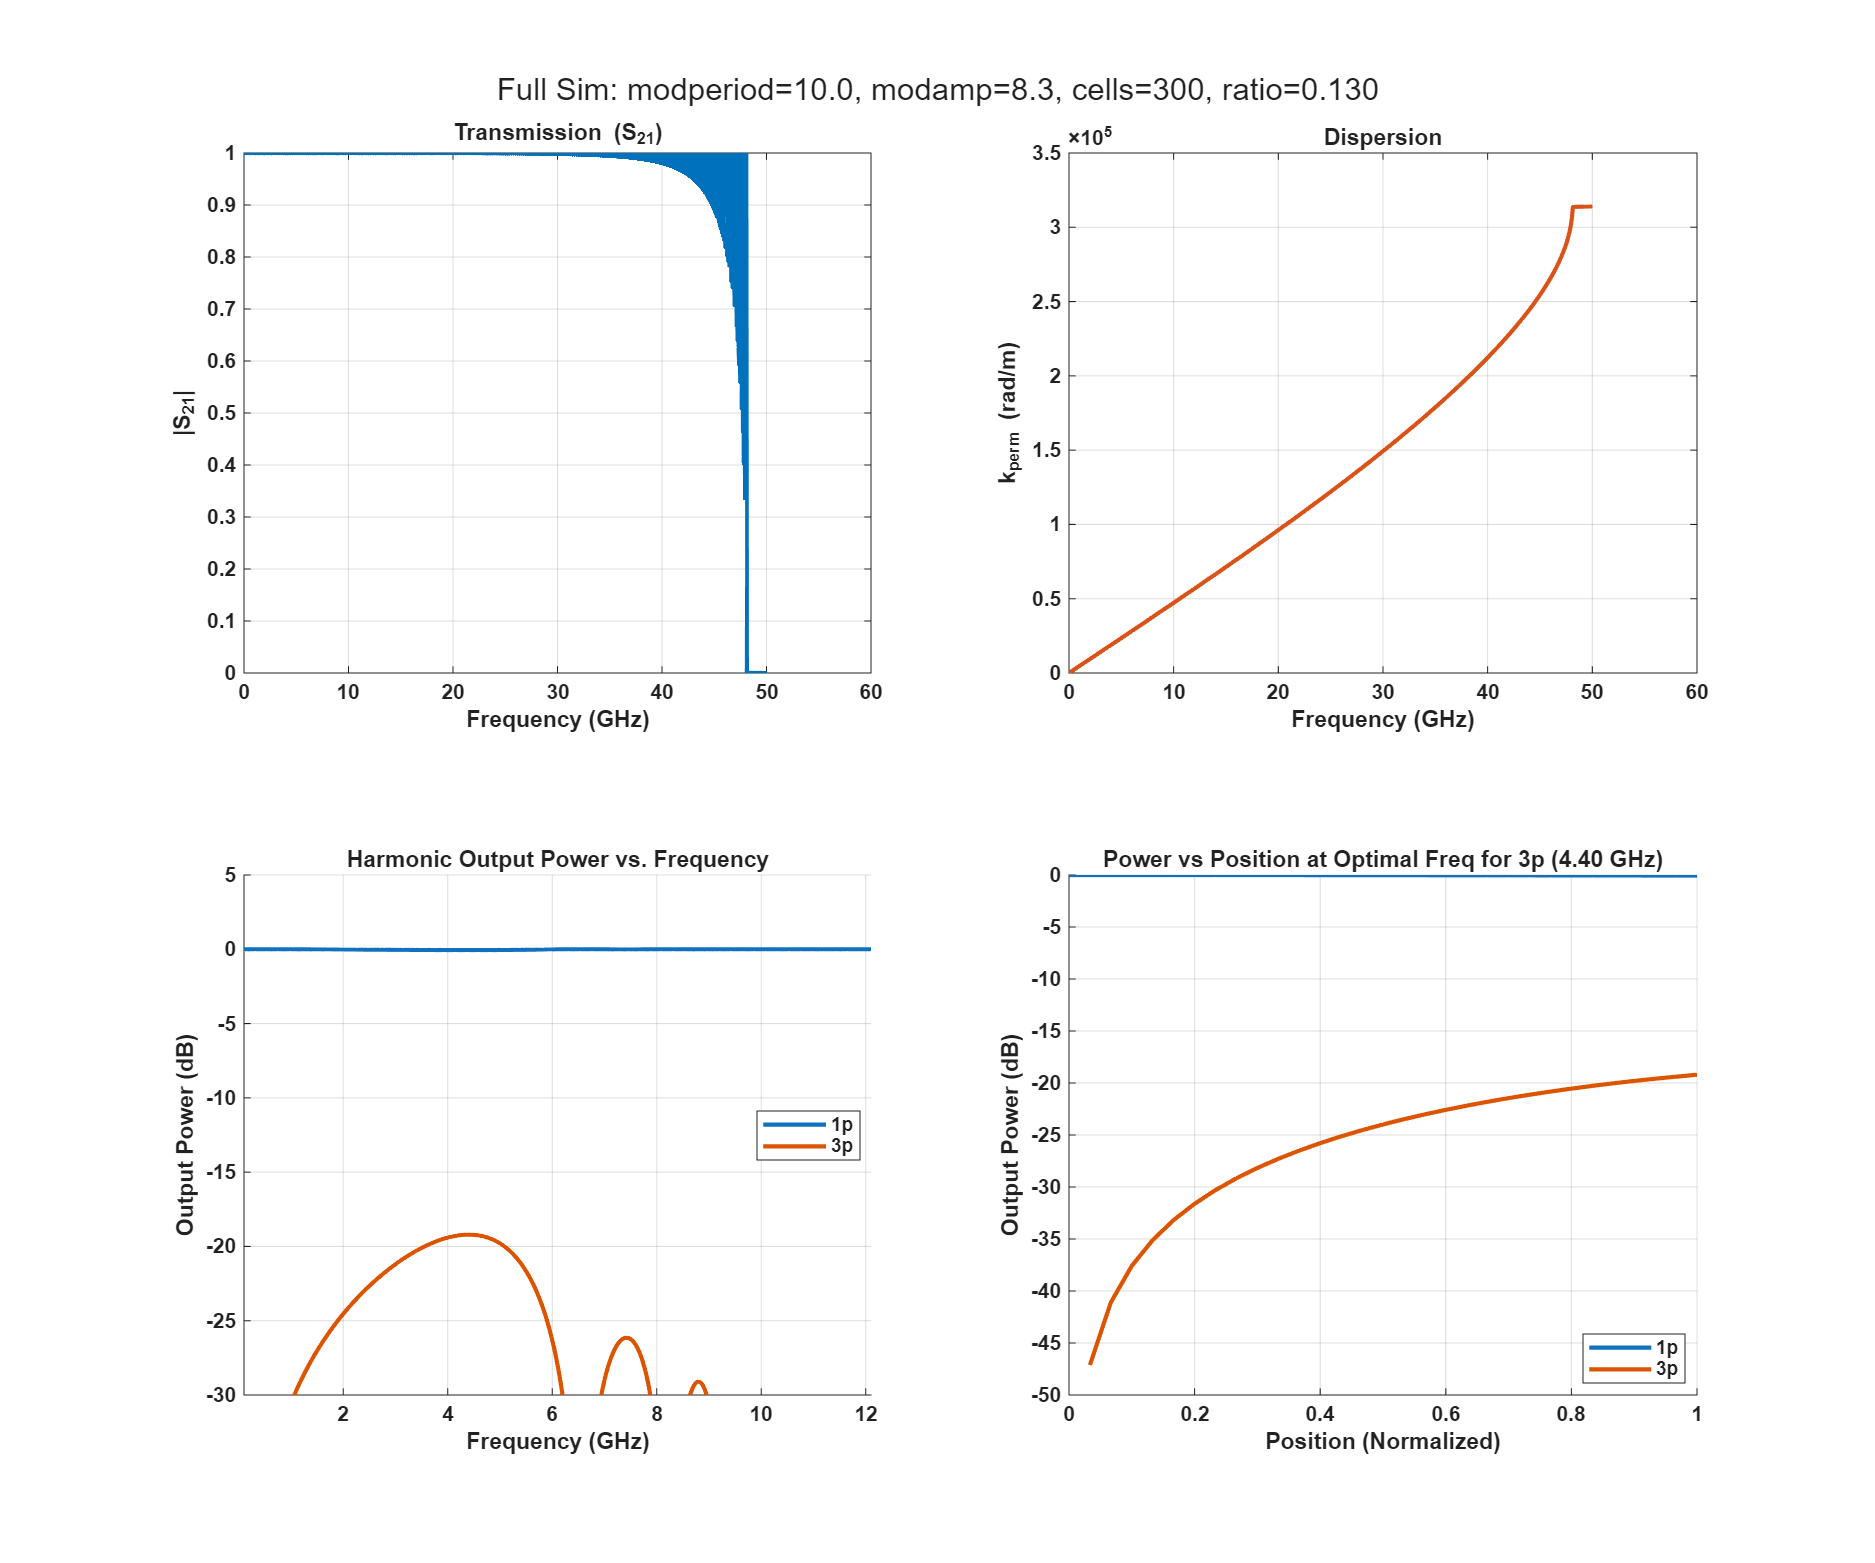 Full Sim: modperiod=10.0, modamp=8.3, cells=300, ratio=0.130
Transmission (S21)
1
0.9
0.8
0.7
0.6
0.5
0.4
0.3
0.2
0.1
0
|S21|
0 10 20 30 40 50 60
Frequency (GHz)
×10^5
Dispersion
3.5
3
2.5
2
1.5
1
0.5
0
kperm (rad/m)
0 10 20 30 40 50 60
Frequency (GHz)
Harmonic Output Power vs. Frequency
5
0
-5
-10
-15
-20
-25
-30
Output Power (dB)
1p
3p
2 4 6 8 10 12
Frequency (GHz)
Power vs Position at Optimal Freq for 3p (4.40 GHz)
0
-5
-10
-15
-20
-25
-30
-35
-40
-45
-50
Output Power (dB)
1p
3p
0 0.2 0.4 0.6 0.8 1
Position (Normalized)